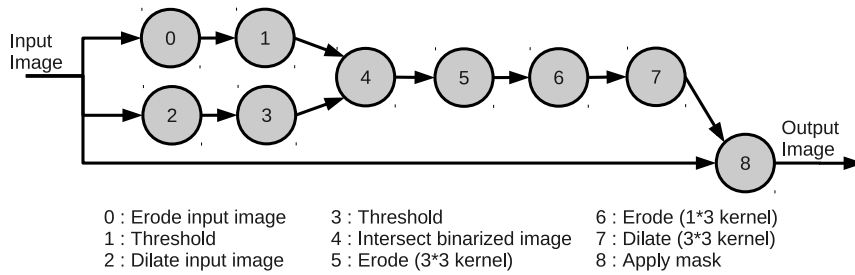 Input
Image
0
1
2
3
4
5
6
7
8
Output
Image
0 : Erode input image
1 : Threshold
2 : Dilate input image
3 : Threshold
4 : Intersect binarized image
5 : Erode (3*3 kernel)
6 : Erode (1*3 kernel)
7 : Dilate (3*3 kernel)
8 : Apply mask